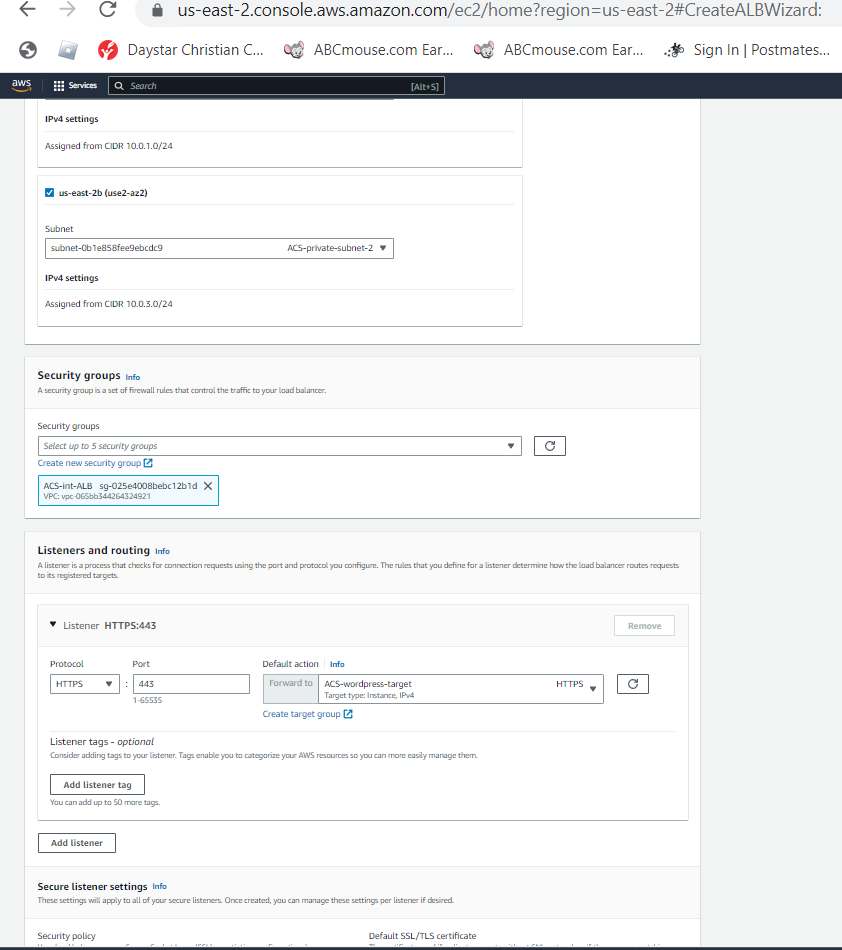 us-east-2.console.aws.amazon.com/ec2/home?region=us-east-2#CreateALBWizard:
Daystar Christian C... ABCmouse.com Ear... ABCmouse.com Ear... Sign In | Postmates...
aws Services Search [Alt+S]
IPv4 settings
Assigned from CIDR 10.0.1.0/24
us-east-2b (use2-az2)
Subnet
subnet-0b1e858fee9ebcdc9 ACS-private-subnet-2
IPv4 settings
Assigned from CIDR 10.0.3.0/24
Security groups Info
A security group is a set of firewall rules that control the traffic to your load balancer.
Security groups
Select up to 5 security groups
Create new security group
ACS-int-ALB sg-025e4008bebc12b1d
VPC: vpc-065bb344264324921
Listeners and routing Info
A listener is a process that checks for connection requests using the port and protocol you configure. The rules that you define for a listener determine how the load balancer routes requests
to its registered targets.
Listener HTTPS:443
Remove
Protocol Port Default action Info
HTTPS : 443 Forward to ACS-wordpress-target HTTPS
Target type: Instance, IPv4
1-65535
Create target group
Listener tags - optional
Consider adding tags to your listener. Tags enable you to categorize your AWS resources so you can more easily manage them.
Add listener tag
You can add up to 50 more tags.
Add listener
Secure listener settings Info
These settings will apply to all of your secure listeners. Once created, you can manage these settings per listener if desired.
Security policy Default SSL/TLS certificate